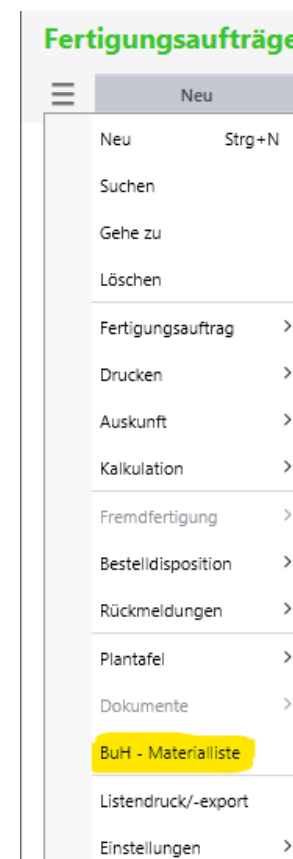 Fertigungsaufträge
Neu
Neu Strg+N
Suchen
Gehe zu
Löschen
Fertigungsauftrag >
Drucken >
Auskunft >
Kalkulation >
Fremdfertigung >
Bestelldisposition >
Rückmeldungen >
Plantafel >
Dokumente >
BuH - Materialliste
Listendruck/-export
Einstellungen >